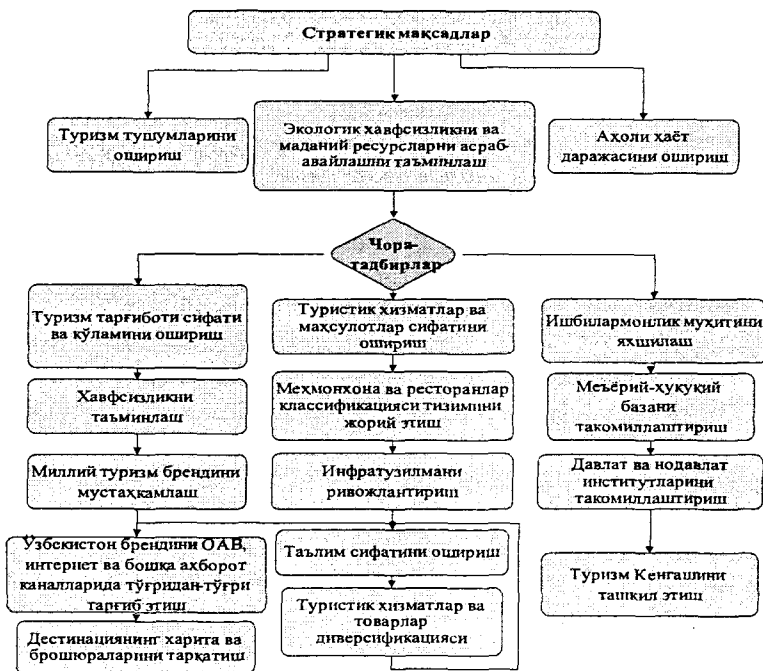 Стратегик мақсадлар
Туризм тушумларини
ошириш
Экологик хавфсизликни ва
маданий ресурсларни асраб-
авайлашни таъминлаш
Аҳоли ҳаёт
даражасини ошириш
Чора-
тадбирлар
Туризм тарғиботи сифати
ва кўламини ошириш
Туристик хизматлар ва
маҳсулотлар сифатини
ошириш
Ишбилармонлик муҳитини
яхшилаш
Хавфсизликни
таъминлаш
Меҳмонхона ва ресторанлар
классификацияси тизимини
жорий этиш
Меъёрий-ҳуқуқий
базани
такомиллаштириш
Миллий туризм брендини
мустаҳкамлаш
Инфратузилмани
ривожлантириш
Давлат ва нодавлат
институтларини
такомиллаштириш
Ўзбекистон брендини ОАВ,
интернет ва бошқа ахборот
каналларида тўғридан-тўғри
тарғиб этиш
Таълим сифатини ошириш
Туризм Кенгашини
ташкил этиш
Дестинациянинг харита ва
брошюраларини тарқатиш
Туристик хизматлар ва
товарлар
диверсификацияси